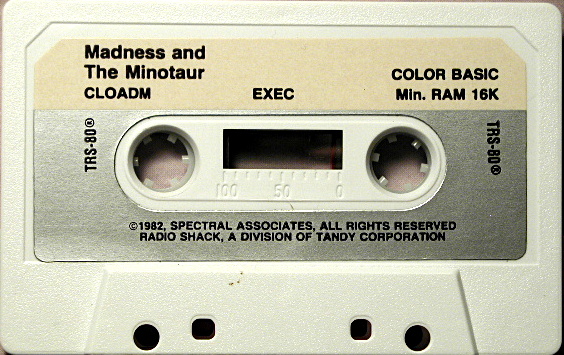 Madness and
The Minotaur
CLOADM EXEC
COLOR BASIC
Min. RAM 16K
TRS-80®
TRS-80®
100 50 0
©1982, SPECTRAL ASSOCIATES, ALL RIGHTS RESERVED
RADIO SHACK, A DIVISION OF TANDY CORPORATION